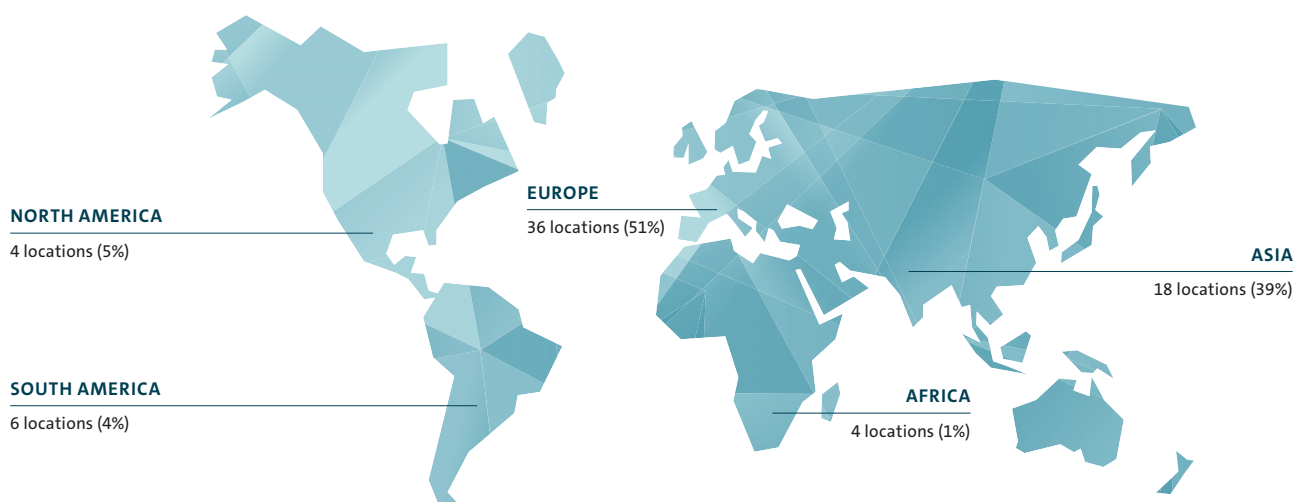 NORTH AMERICA
4 locations (5%)
EUROPE
36 locations (51%)
ASIA
18 locations (39%)
SOUTH AMERICA
6 locations (4%)
AFRICA
4 locations (1%)